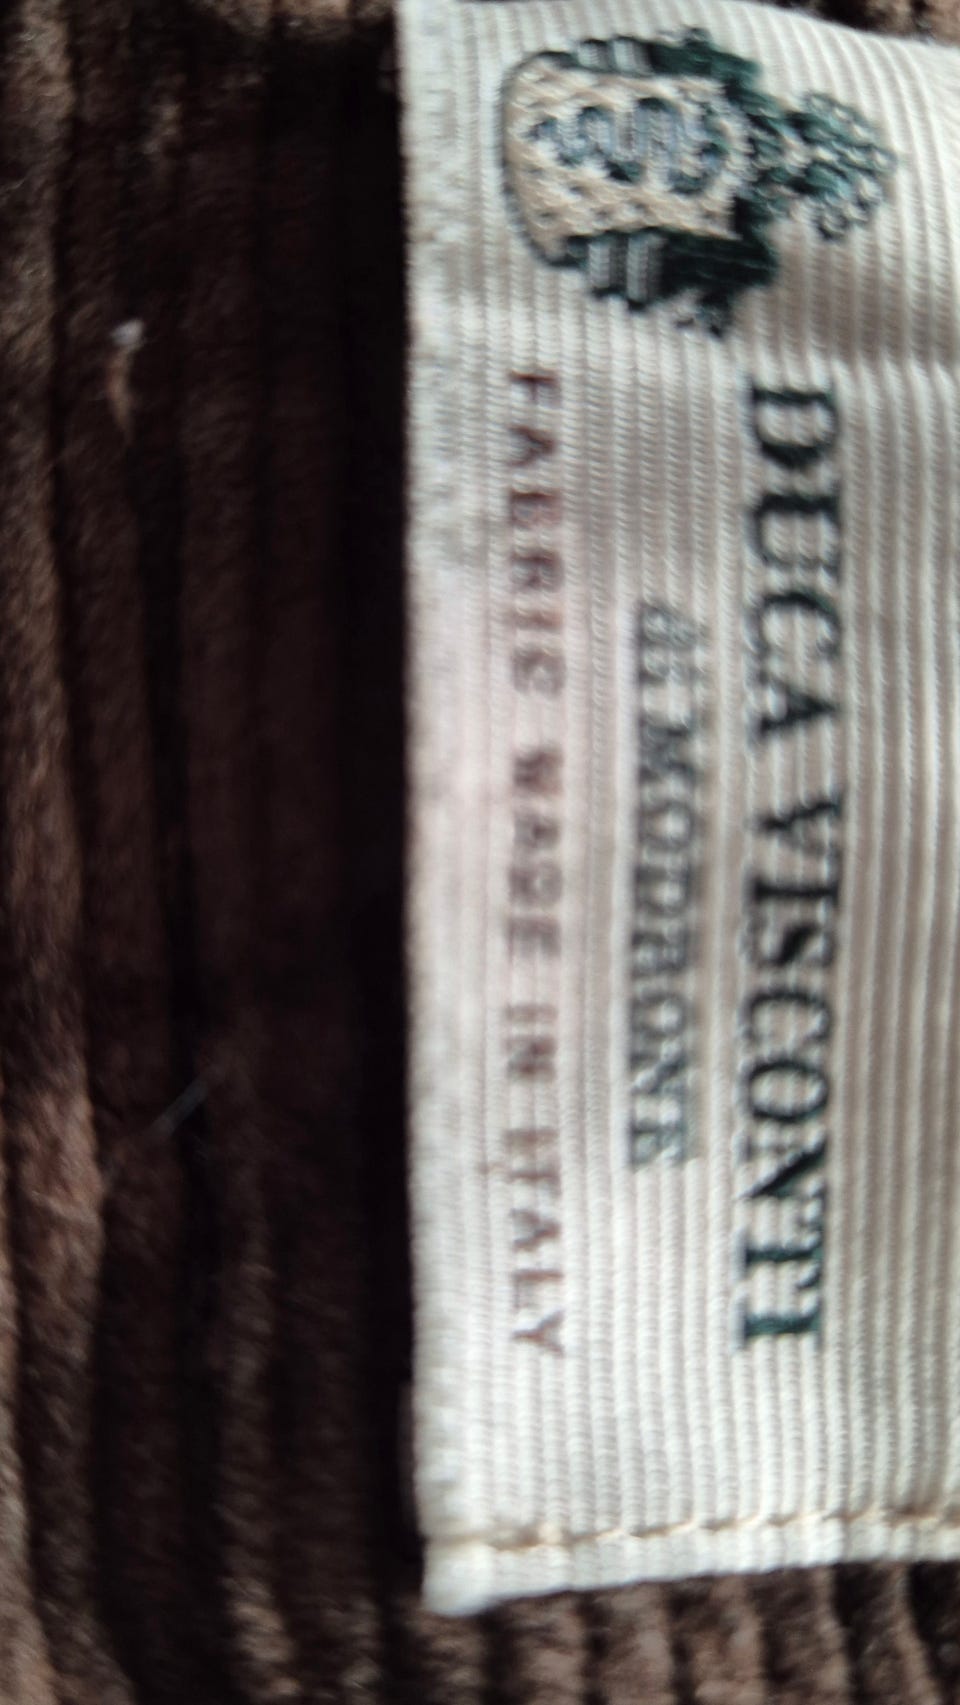 DUCA VISCONTI
di MODRONE
FABRIC MADE IN ITALY